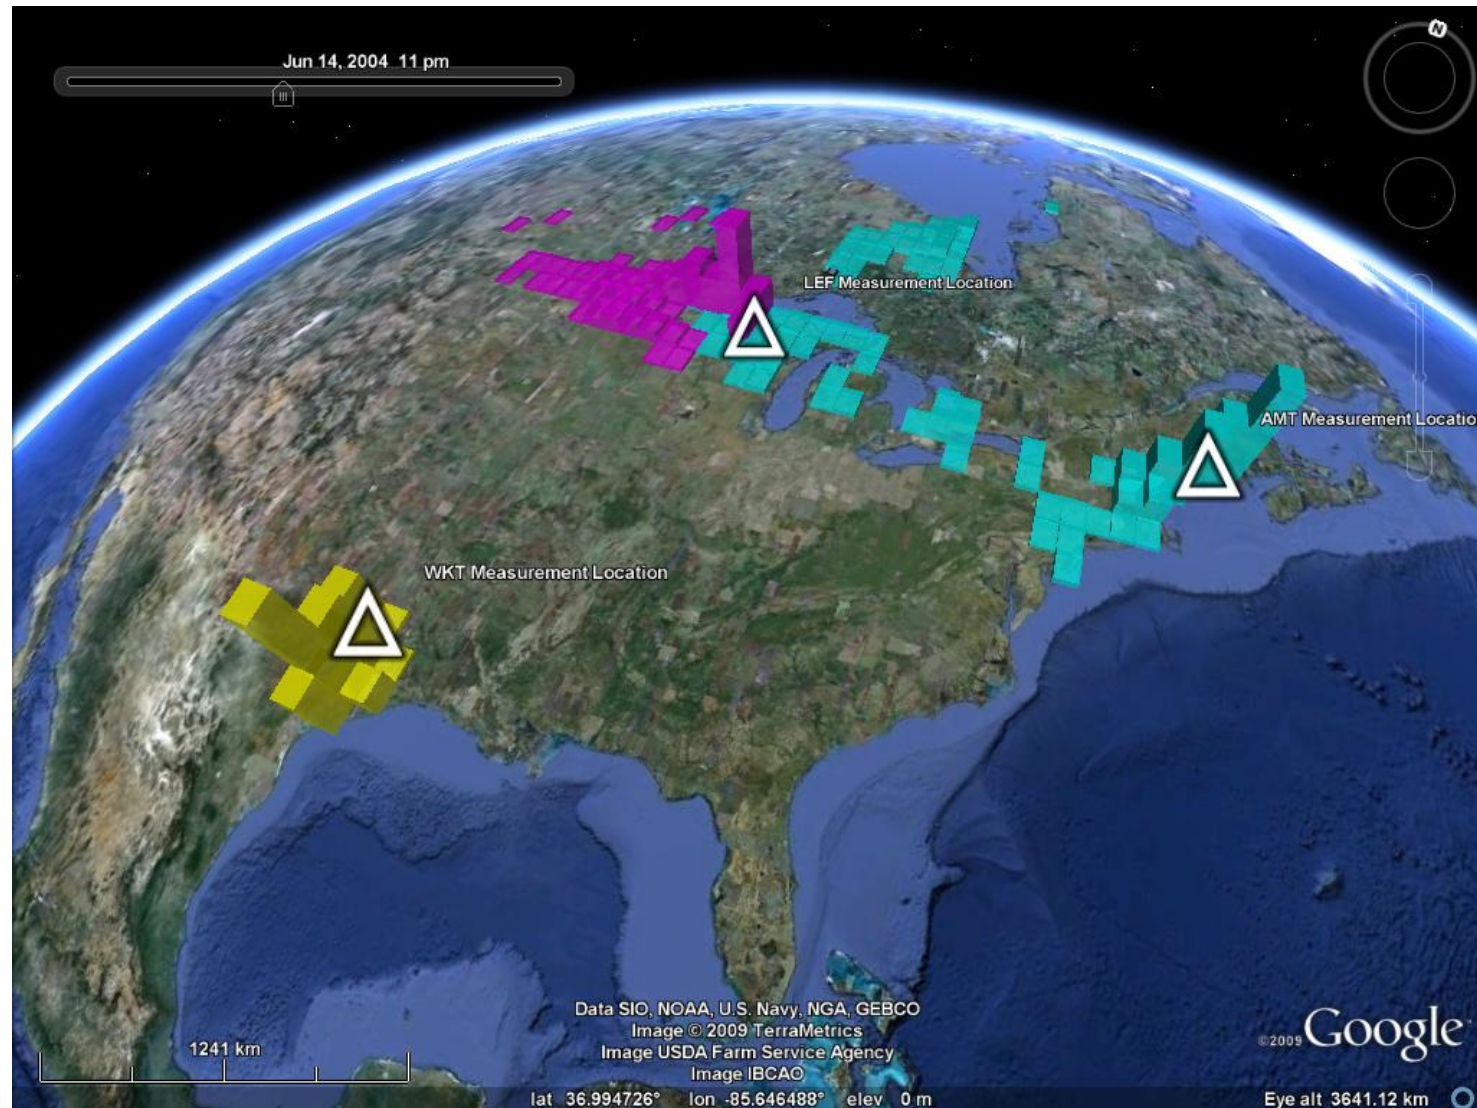 Jun 14, 2004 11 pm
N
LEF Measurement Location
AMT Measurement Locatio
WKT Measurement Location
Data SIO, NOAA, U.S. Navy, NGA, GEBCO
Image © 2009 TerraMetrics
Image USDA Farm Service Agency
Image IBCAO
©2009 Google
1241 km
lat 36.994726° lon -85.646488° elev 0 m
Eye alt 3641.12 km